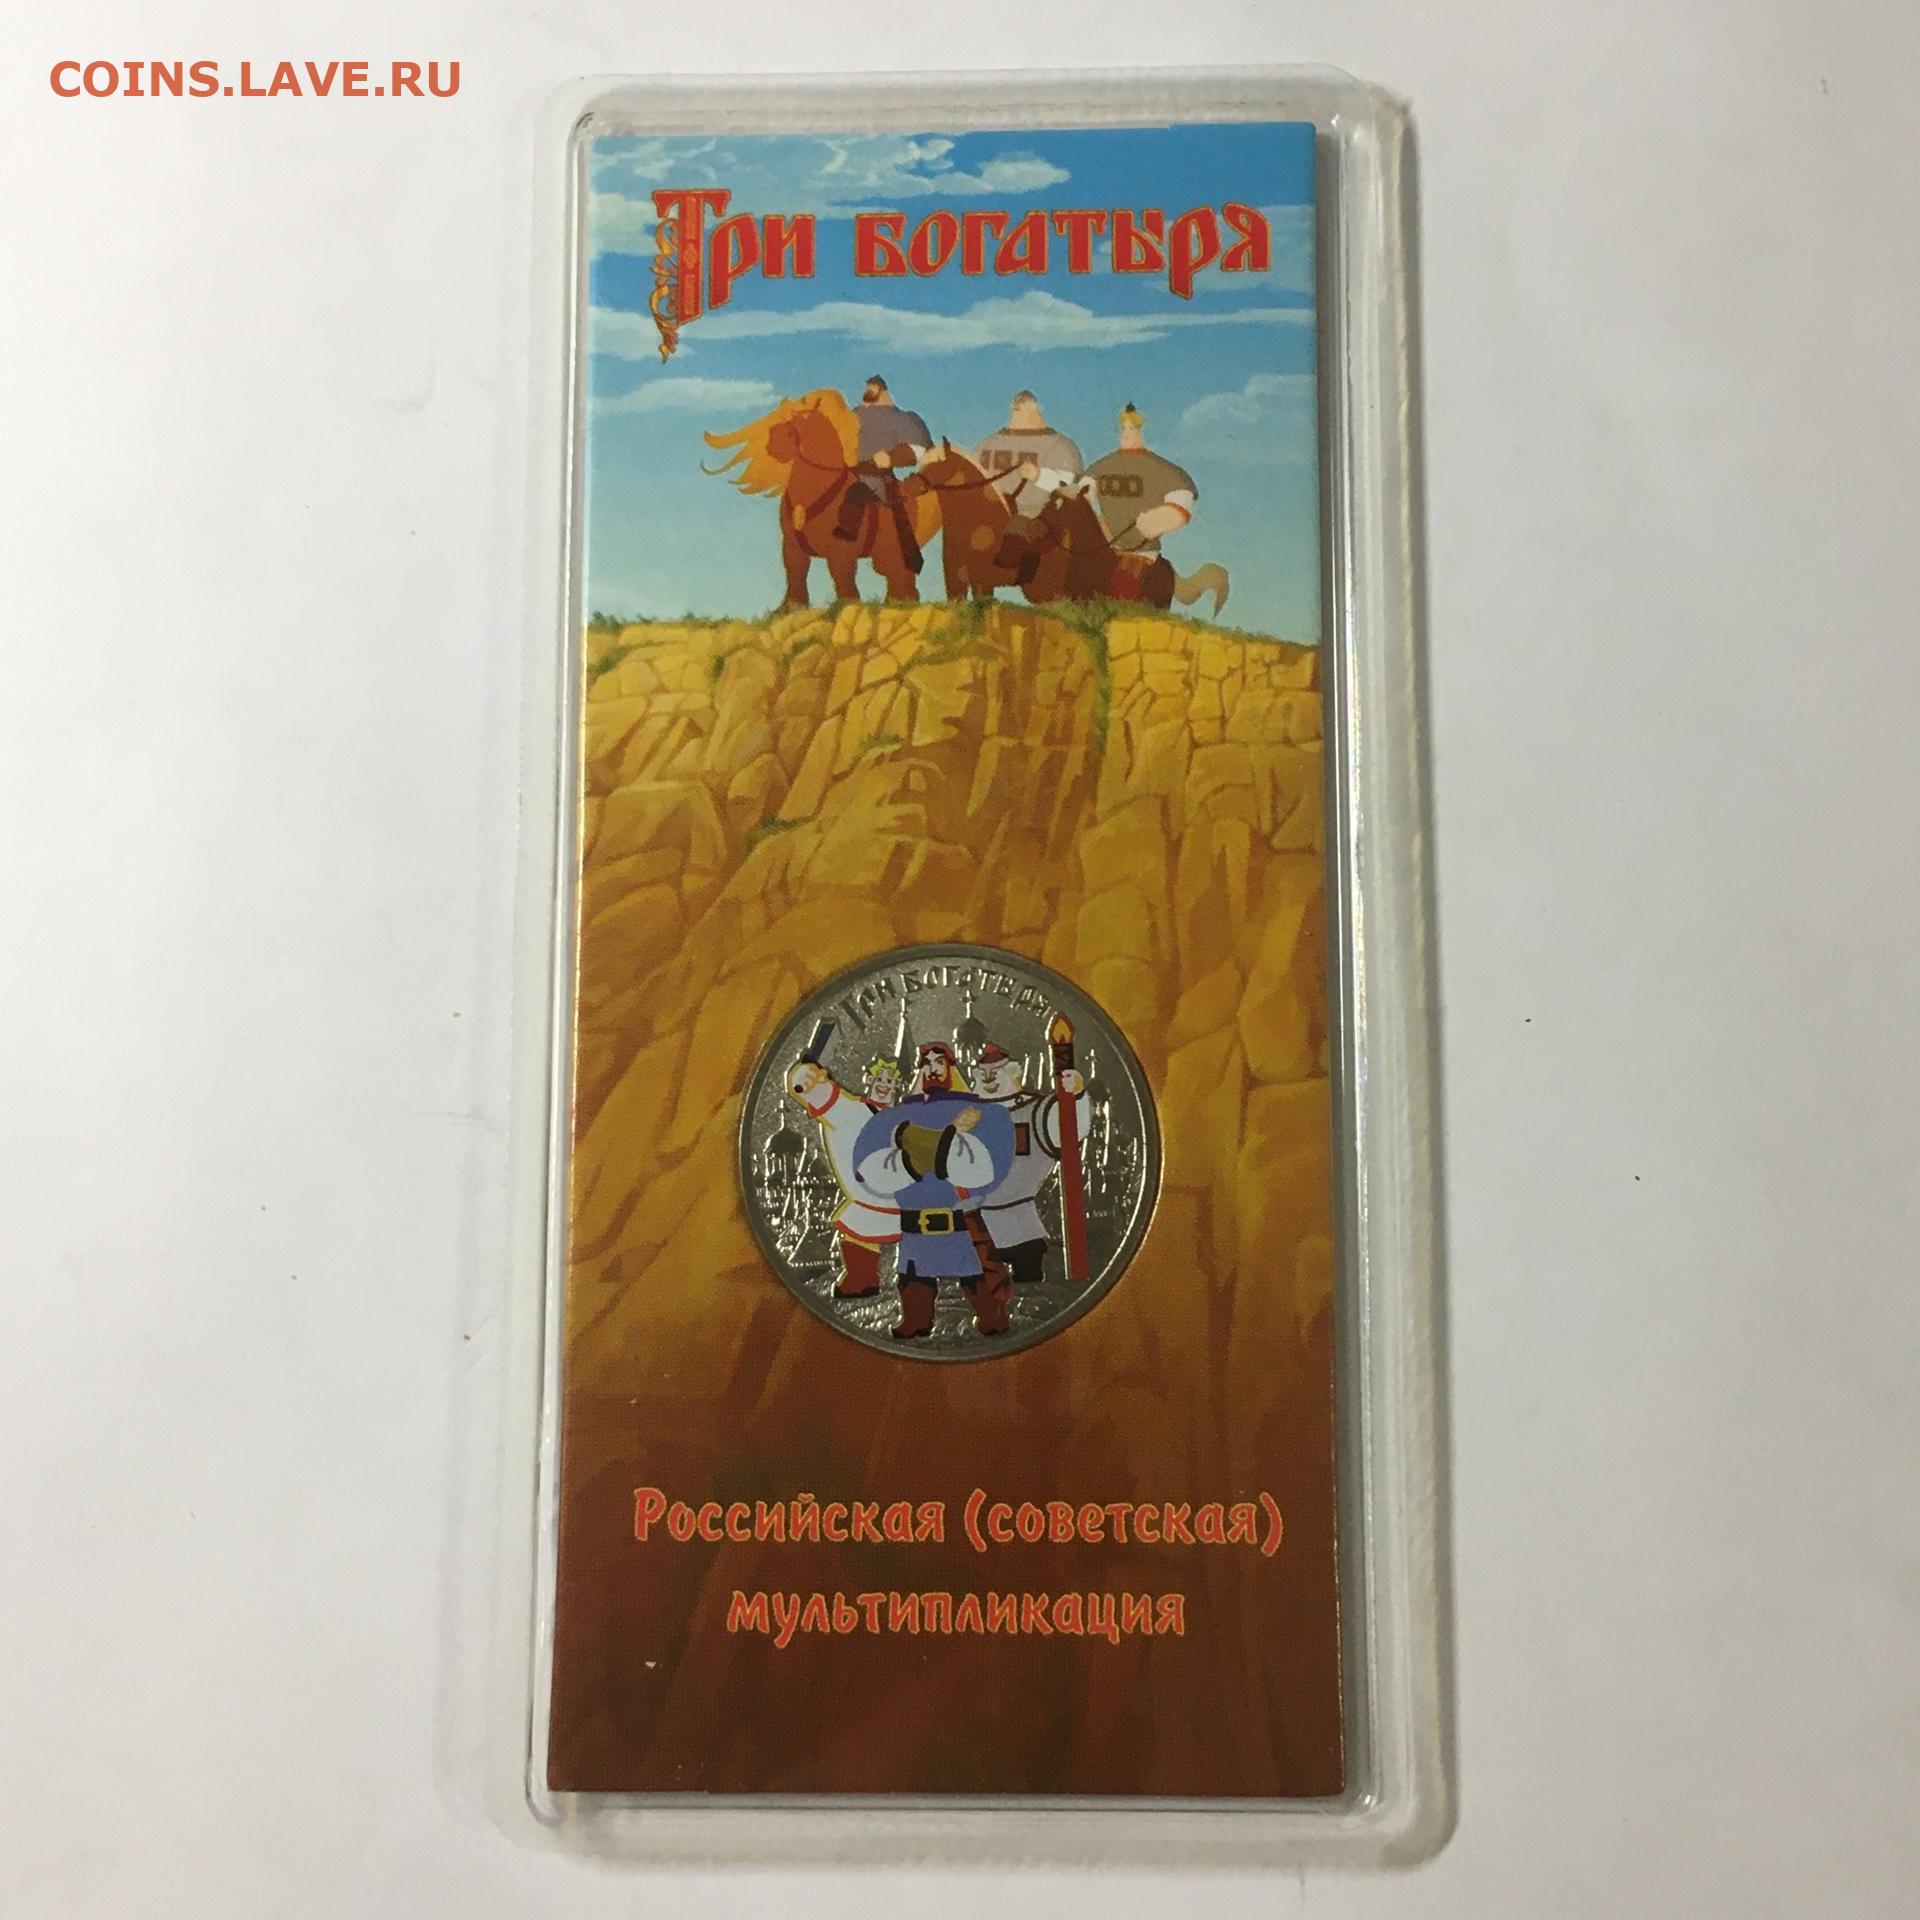 COINS.LAVE.RU
Три богатыря
Три богатыря
Российская (советская)
мультипликация